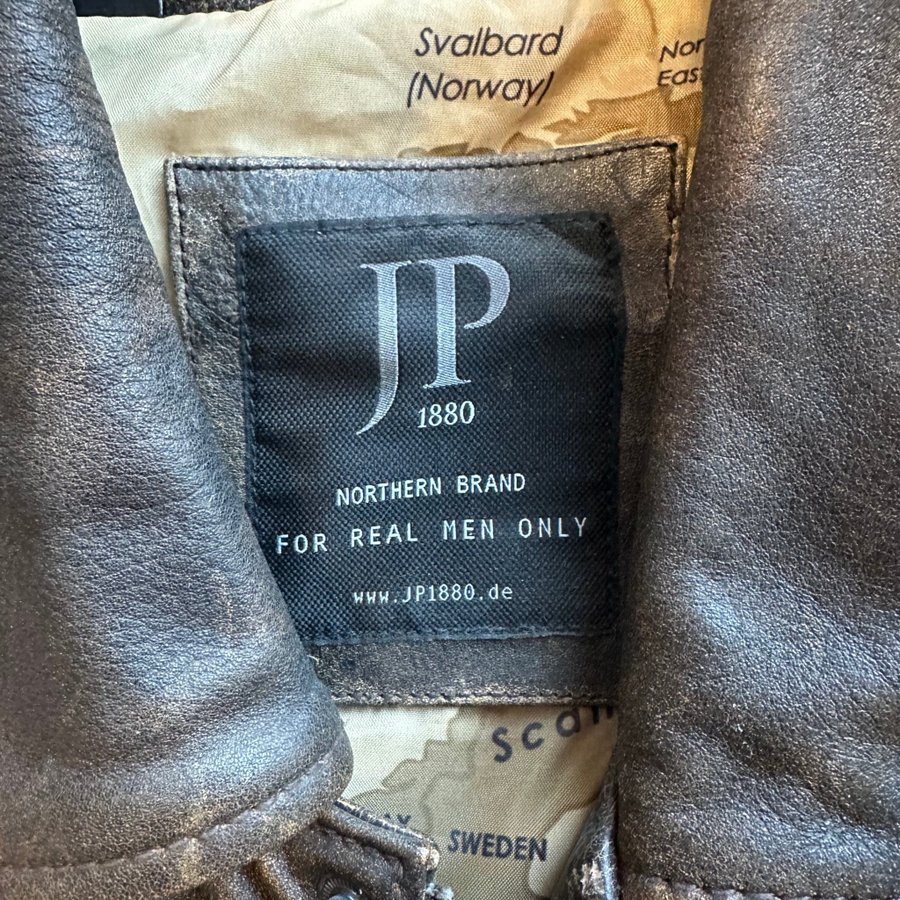 Svalbard
(Norway)
JP
1880
NORTHERN BRAND
FOR REAL MEN ONLY
www.JP1880.de
SWEDEN